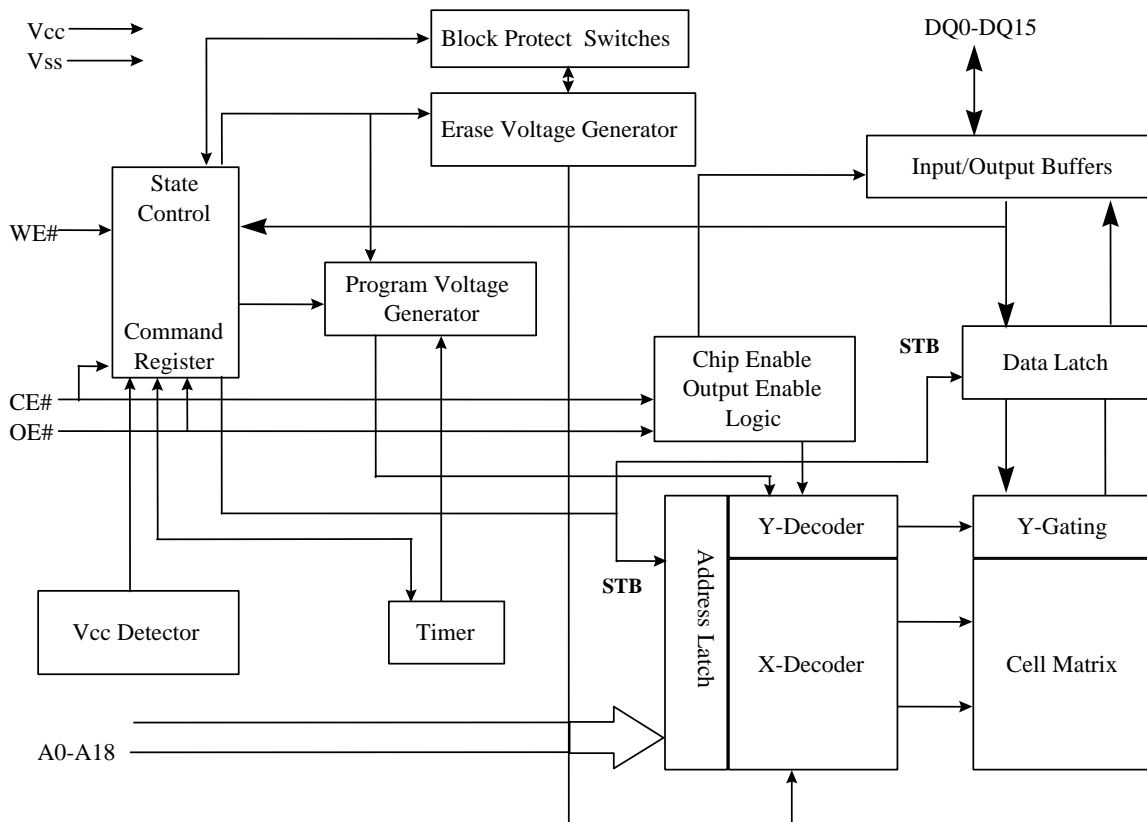 Vcc
Vss
Block Protect Switches
DQ0-DQ15
Erase Voltage Generator
Input/Output Buffers
State
Control
WE#
Program Voltage
Generator
Command
Register
STB
Chip Enable
Output Enable
Logic
Data Latch
CE#
OE#
Y-Decoder
Y-Gating
Address Latch
STB
Vcc Detector
Timer
X-Decoder
Cell Matrix
A0-A18